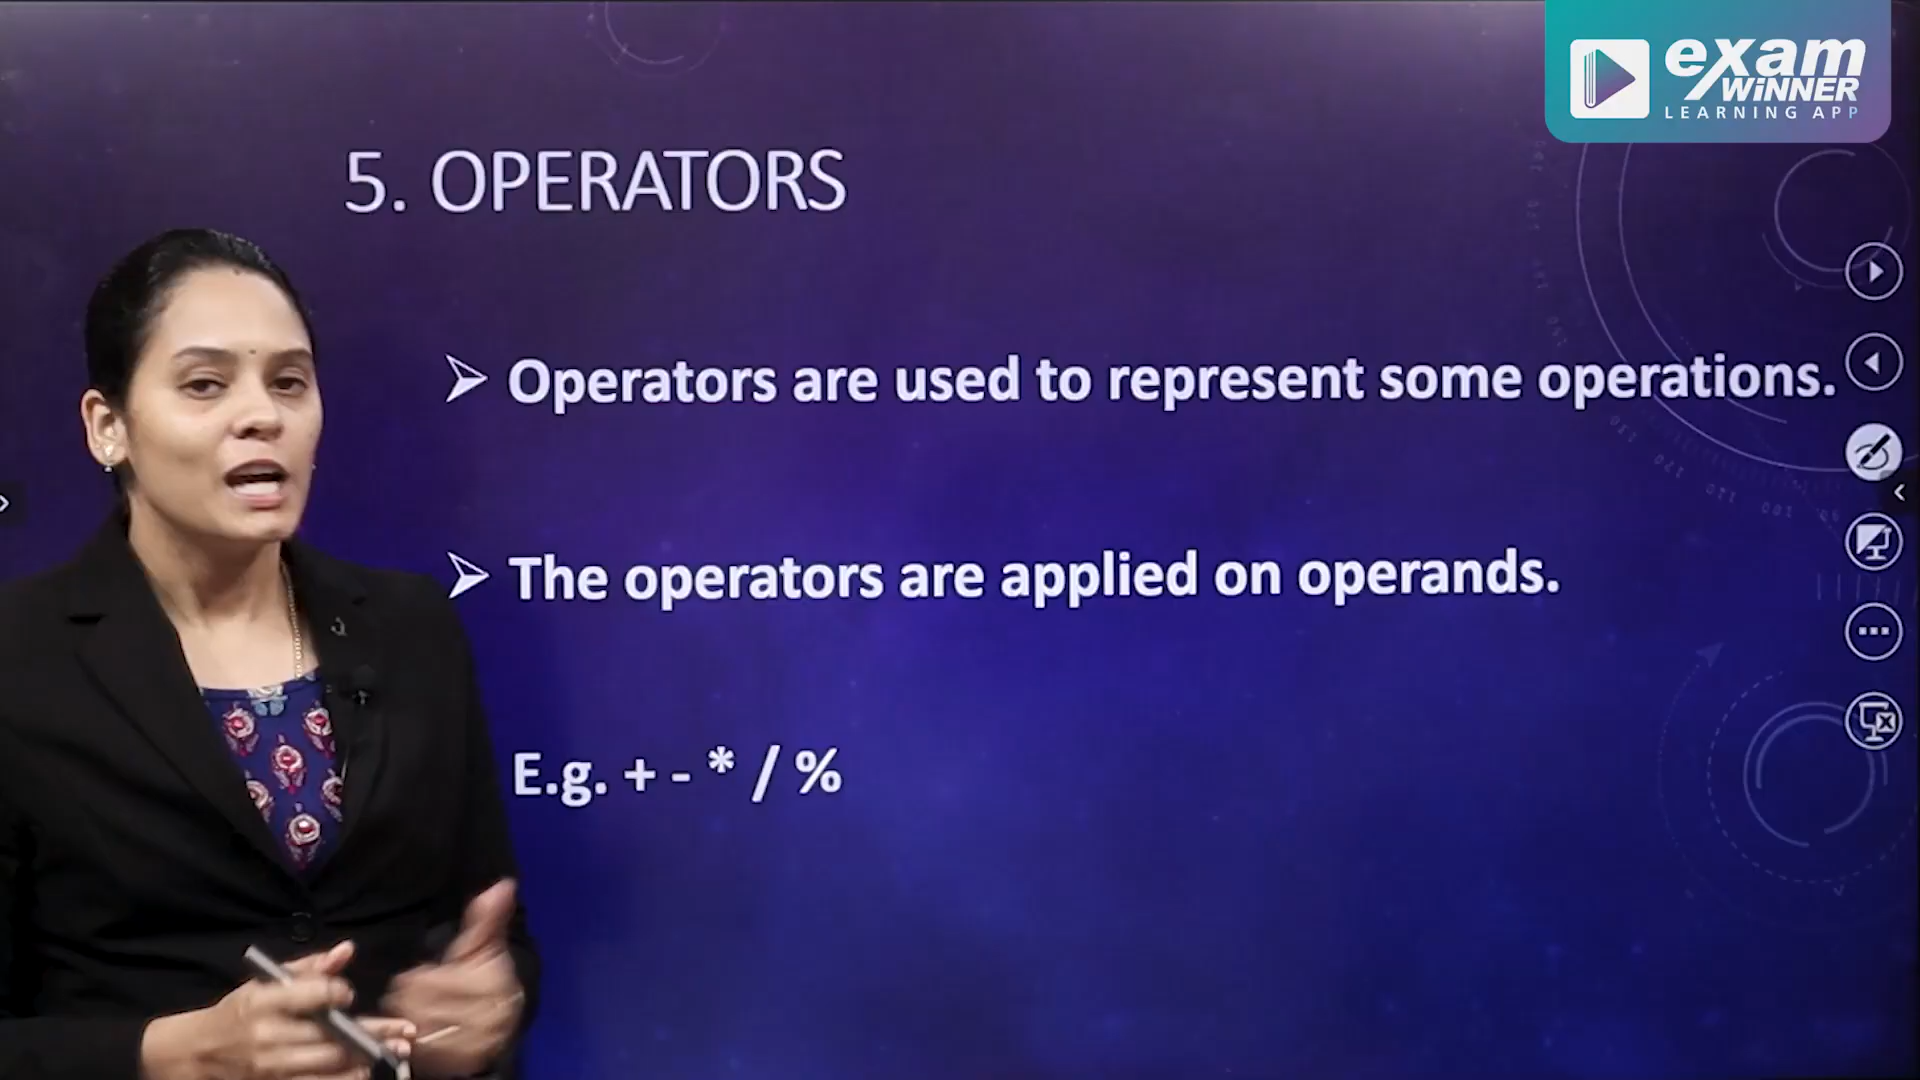 exam
WiNNER
LEARNING APP
5. OPERATORS
➢ Operators are used to represent some operations.
➢ The operators are applied on operands.
E.g. + - * / %